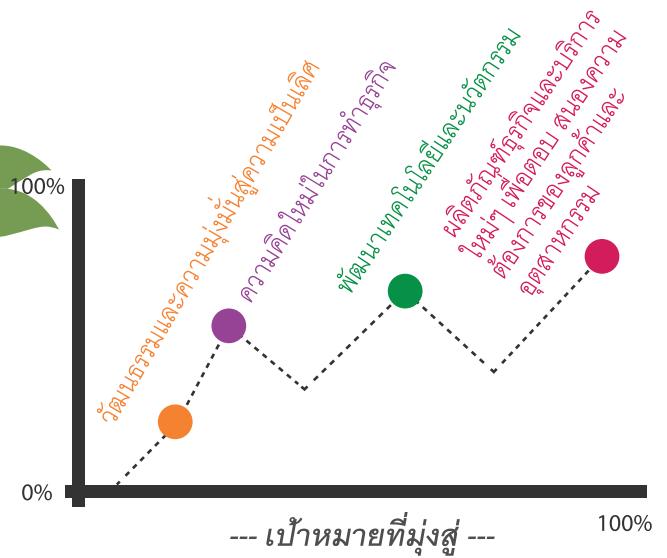 วัฒนธรรมและความมุ่งมั่นสู่ความเป็นเลิศ
ความคิดใหม่ในการทำธุรกิจ
พัฒนาเทคโนโลยีและนวัตกรรม
ผลิตภัณฑ์ธุรกิจและบริการ
ใหม่ๆ เพื่อตอบ สนองความ
ต้องการของลูกค้าและ
อุตสาหกรรม
100%
0%
100%
--- เป้าหมายที่มุ่งสู่ ---